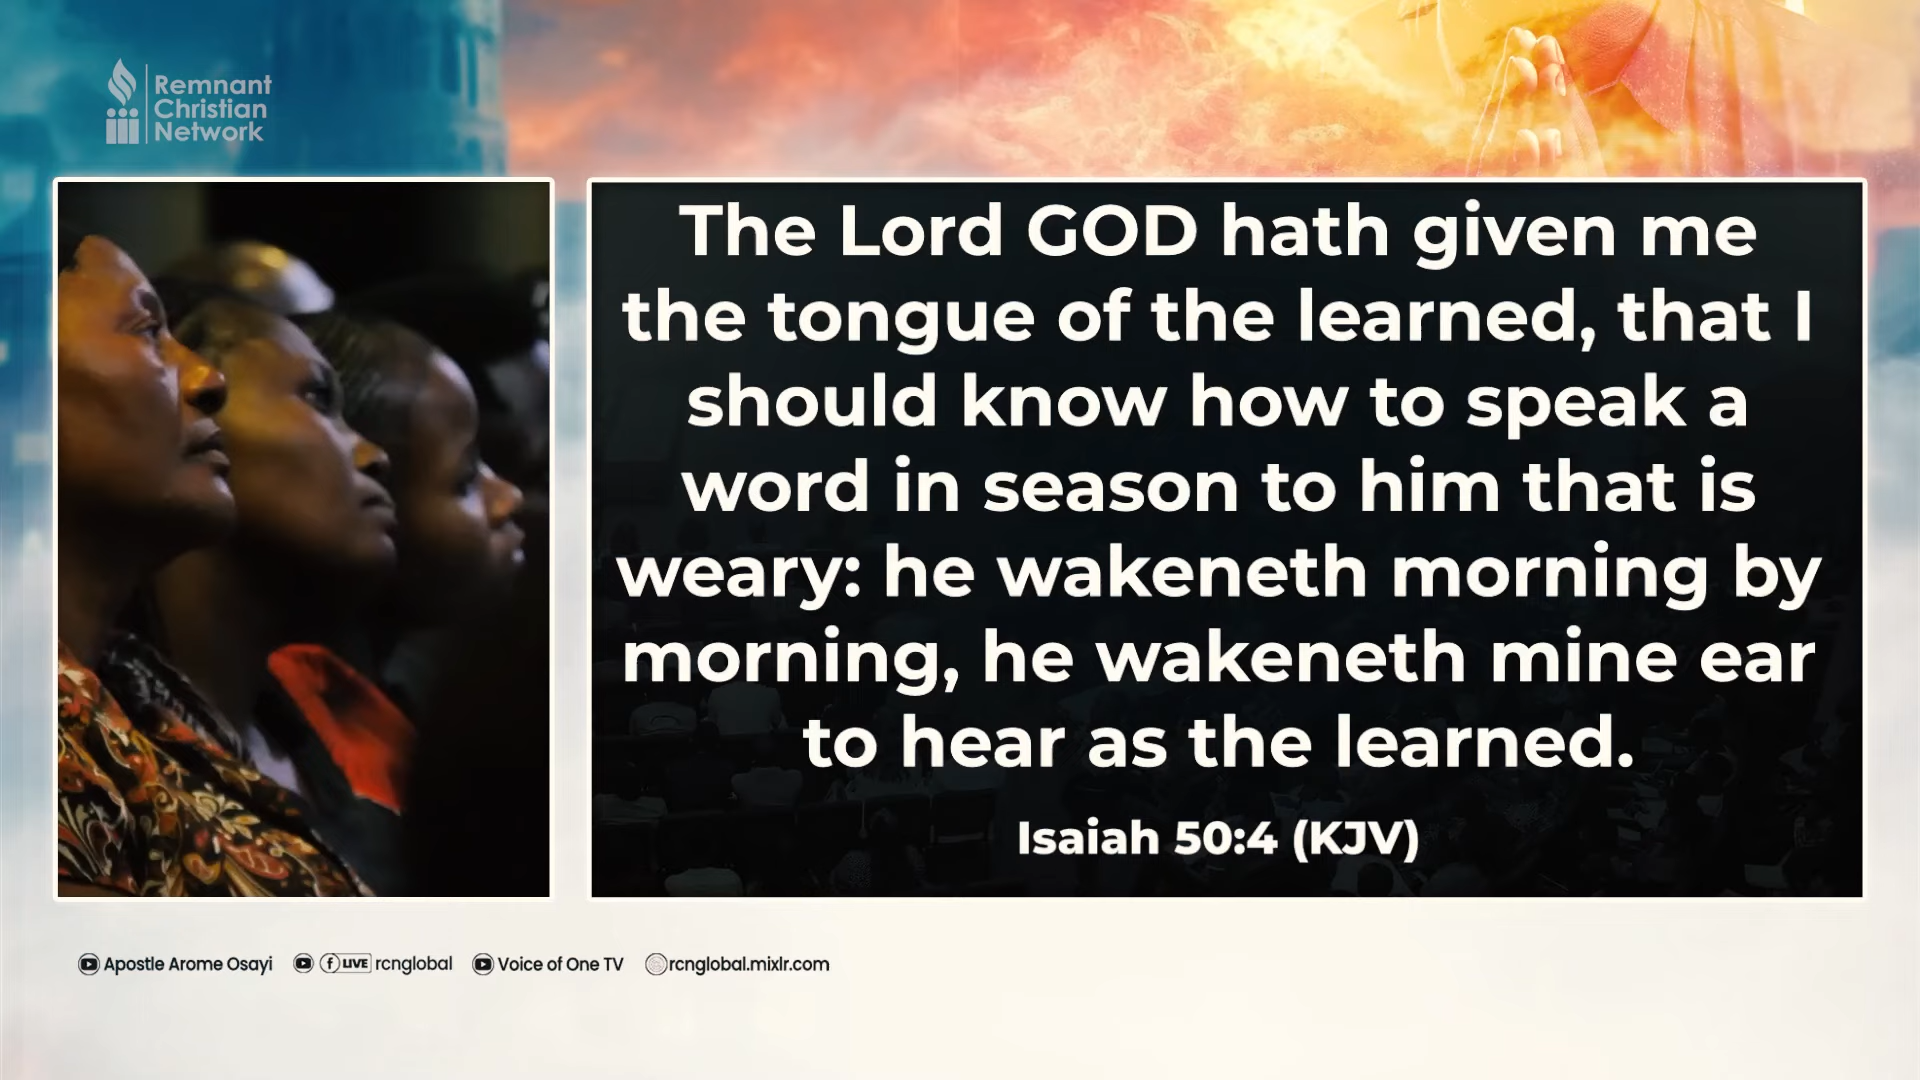 Remnant
Christian
Network
The Lord GOD hath given me
the tongue of the learned, that I
should know how to speak a
word in season to him that is
weary: he wakeneth morning by
morning, he wakeneth mine ear
to hear as the learned.
Isaiah 50:4 (KJV)
Apostle Arome Osayi LIVE rcnglobal Voice of One TV rcnglobal.mixlr.com